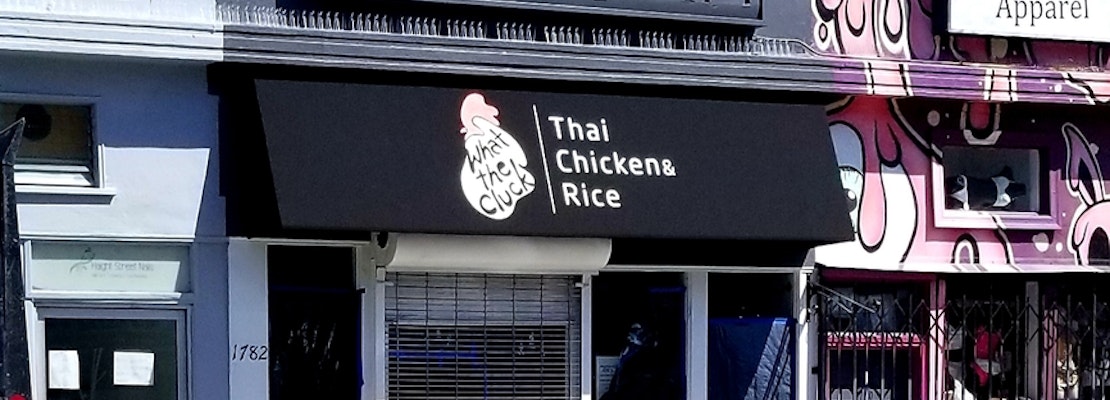 Apparel
What
the
Cluck
Thai
Chicken&
Rice
Haight Street Nails
1782